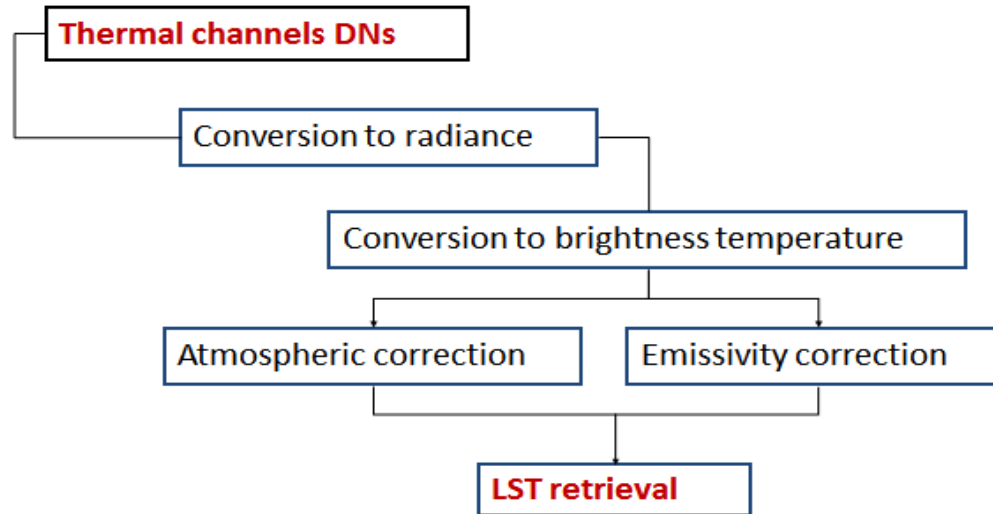 Thermal channels DNs
Conversion to radiance
Conversion to brightness temperature
Atmospheric correction
Emissivity correction
LST retrieval